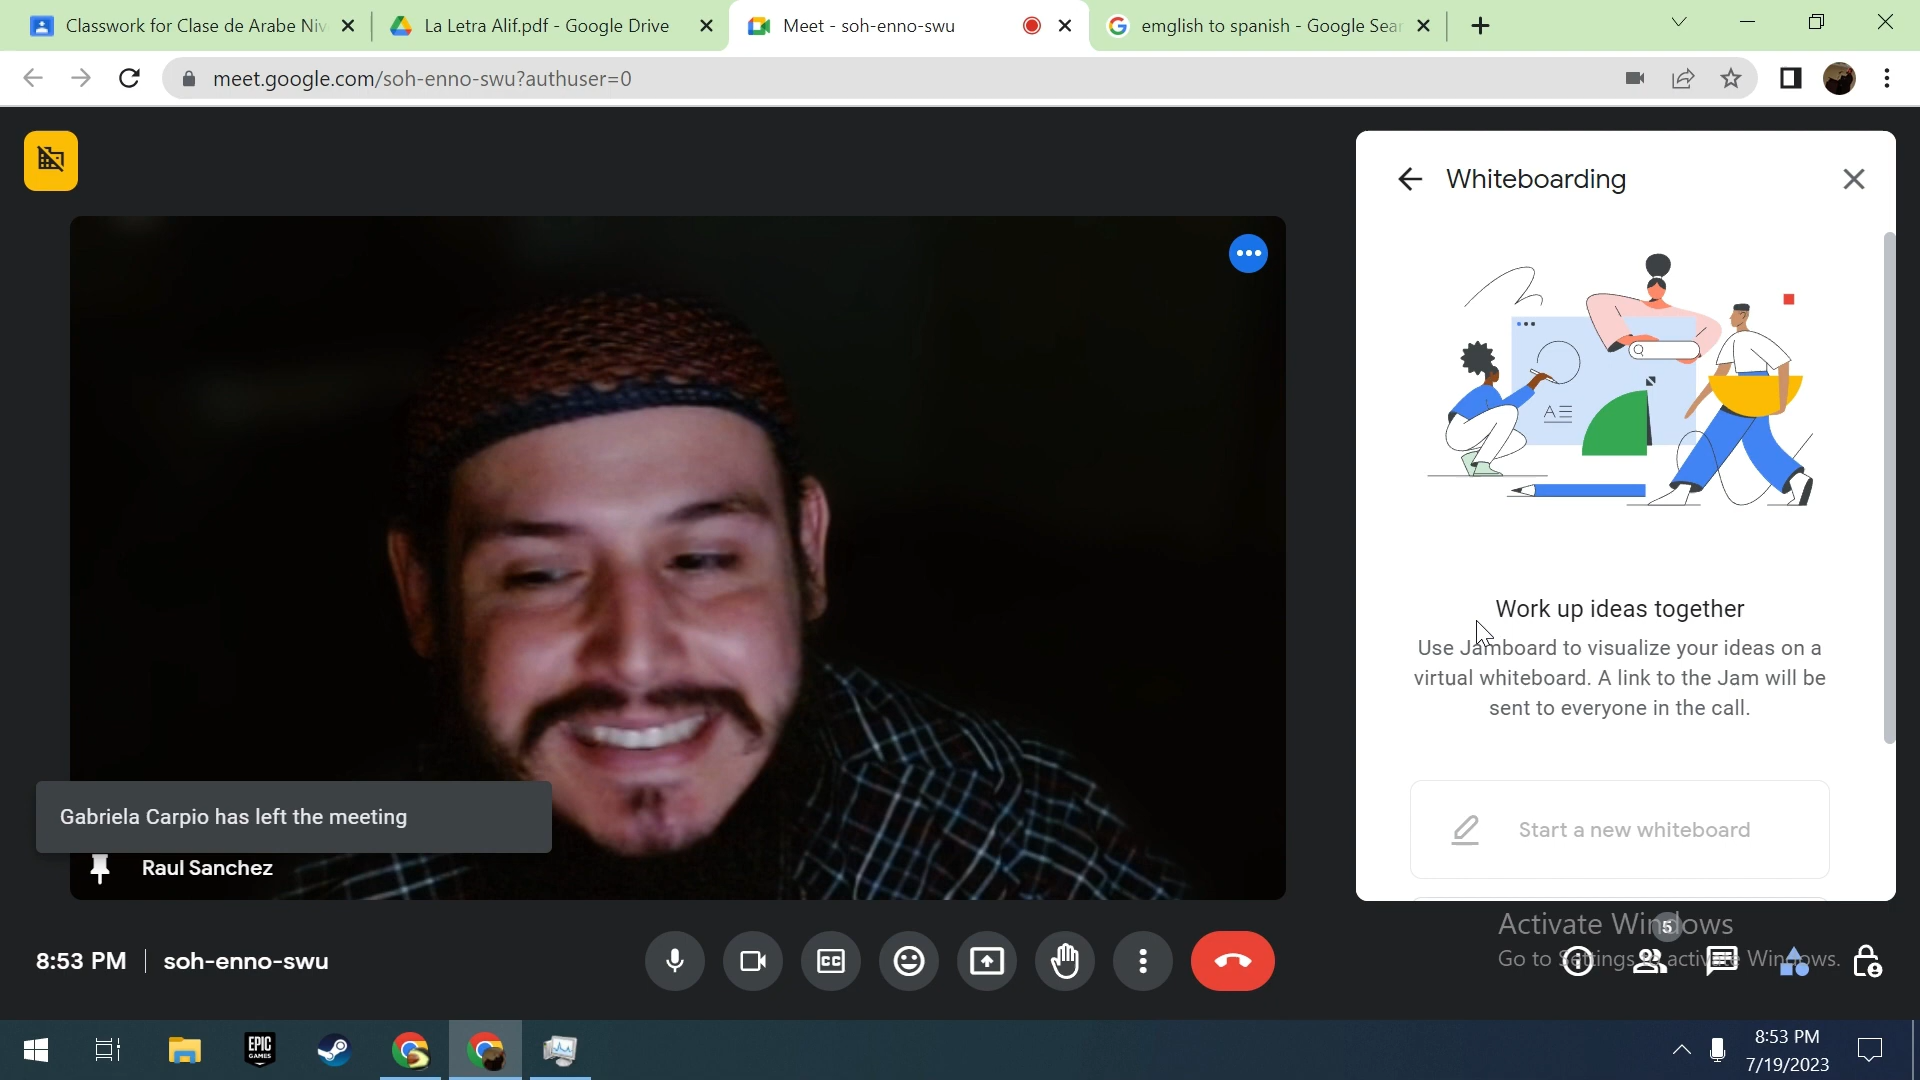 Classwork for Clase de Arabe Niv
La Letra Alif.pdf - Google Drive
Meet - soh-enno-swu
emglish to spanish - Google Sear
meet.google.com/soh-enno-swu?authuser=0
Whiteboarding
Work up ideas together
Use Jamboard to visualize your ideas on a
virtual whiteboard. A link to the Jam will be
sent to everyone in the call.
Start a new whiteboard
Gabriela Carpio has left the meeting
Raul Sanchez
Activate Windows
Go to Settings to activate Windows.
8:53 PM
soh-enno-swu
CC
5
EPIC
GAMES
8:53 PM
7/19/2023